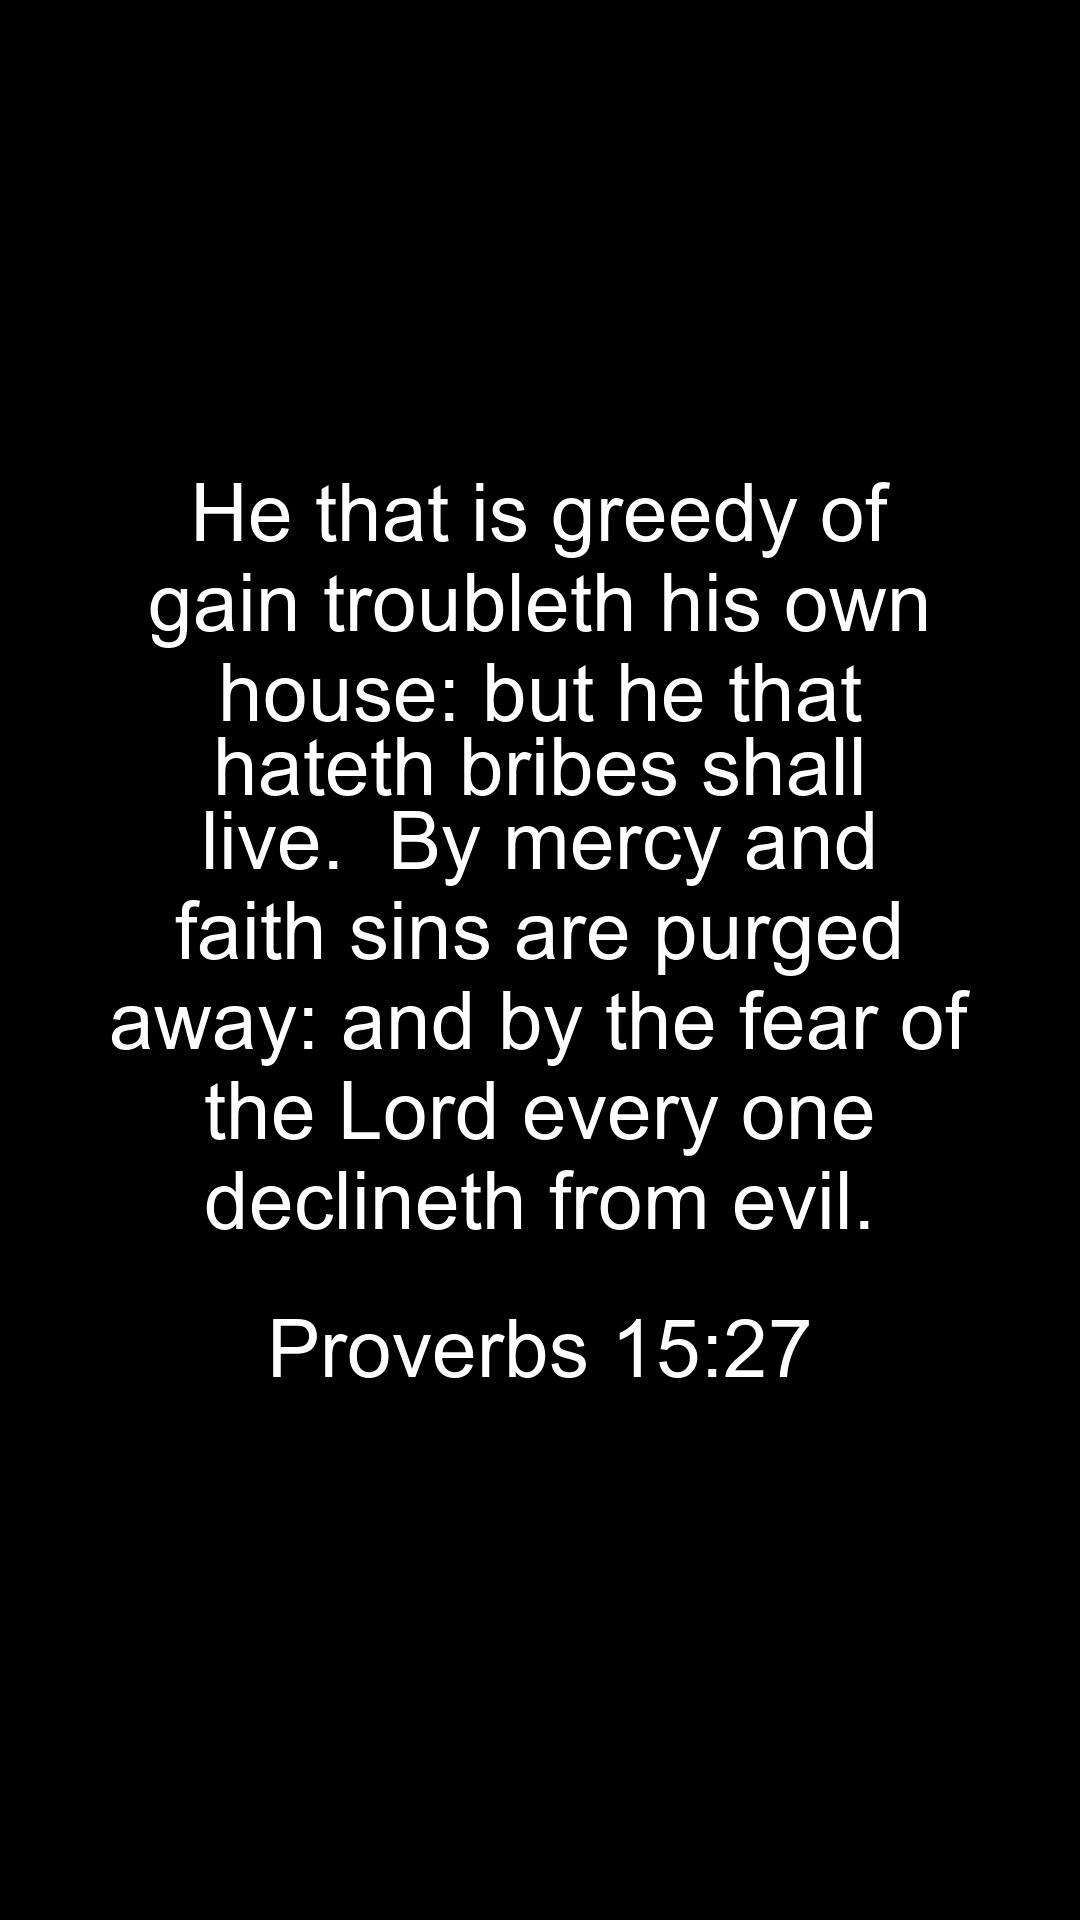 He that is greedy of
gain troubleth his own
house: but he that
hateth bribes shall
live.  By mercy and
faith sins are purged
away: and by the fear of
the Lord every one
declineth from evil.
Proverbs 15:27